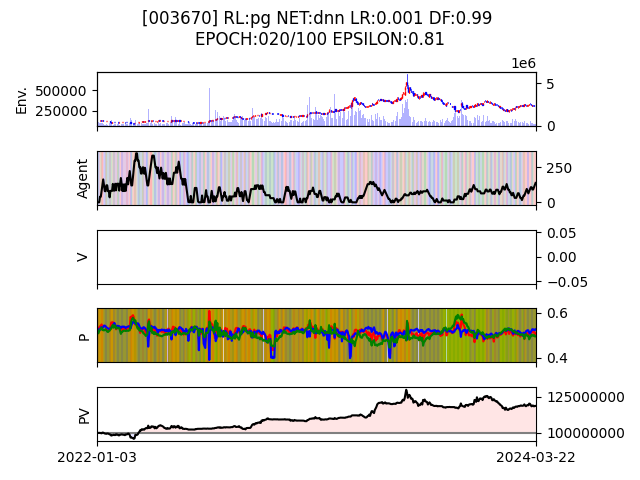 [003670] RL:pg NET:dnn LR:0.001 DF:0.99
EPOCH:020/100 EPSILON:0.81
1e6
Env.
500000
250000
5
0
Agent
250
0
V
0.05
0.00
−0.05
P
0.6
0.4
PV
125000000
100000000
2022-01-03
2024-03-22